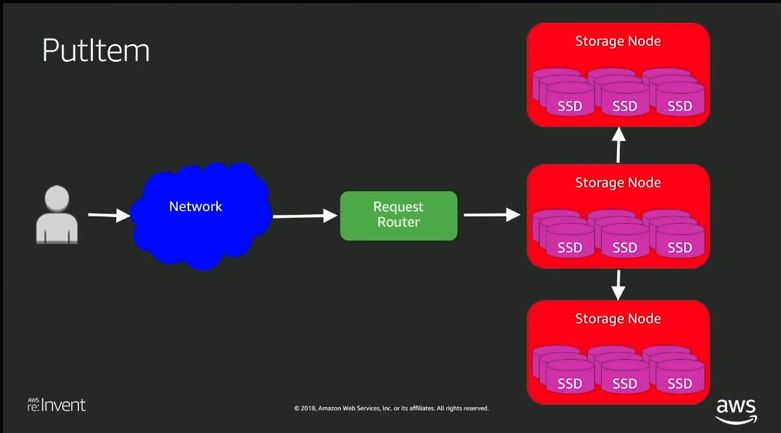 PutItem
Storage Node
SSD SSD SSD
Network
Request
Router
Storage Node
SSD SSD SSD
Storage Node
SSD SSD SSD
AWS
re:Invent
© 2018, Amazon Web Services, Inc. or its affiliates. All rights reserved.
aws